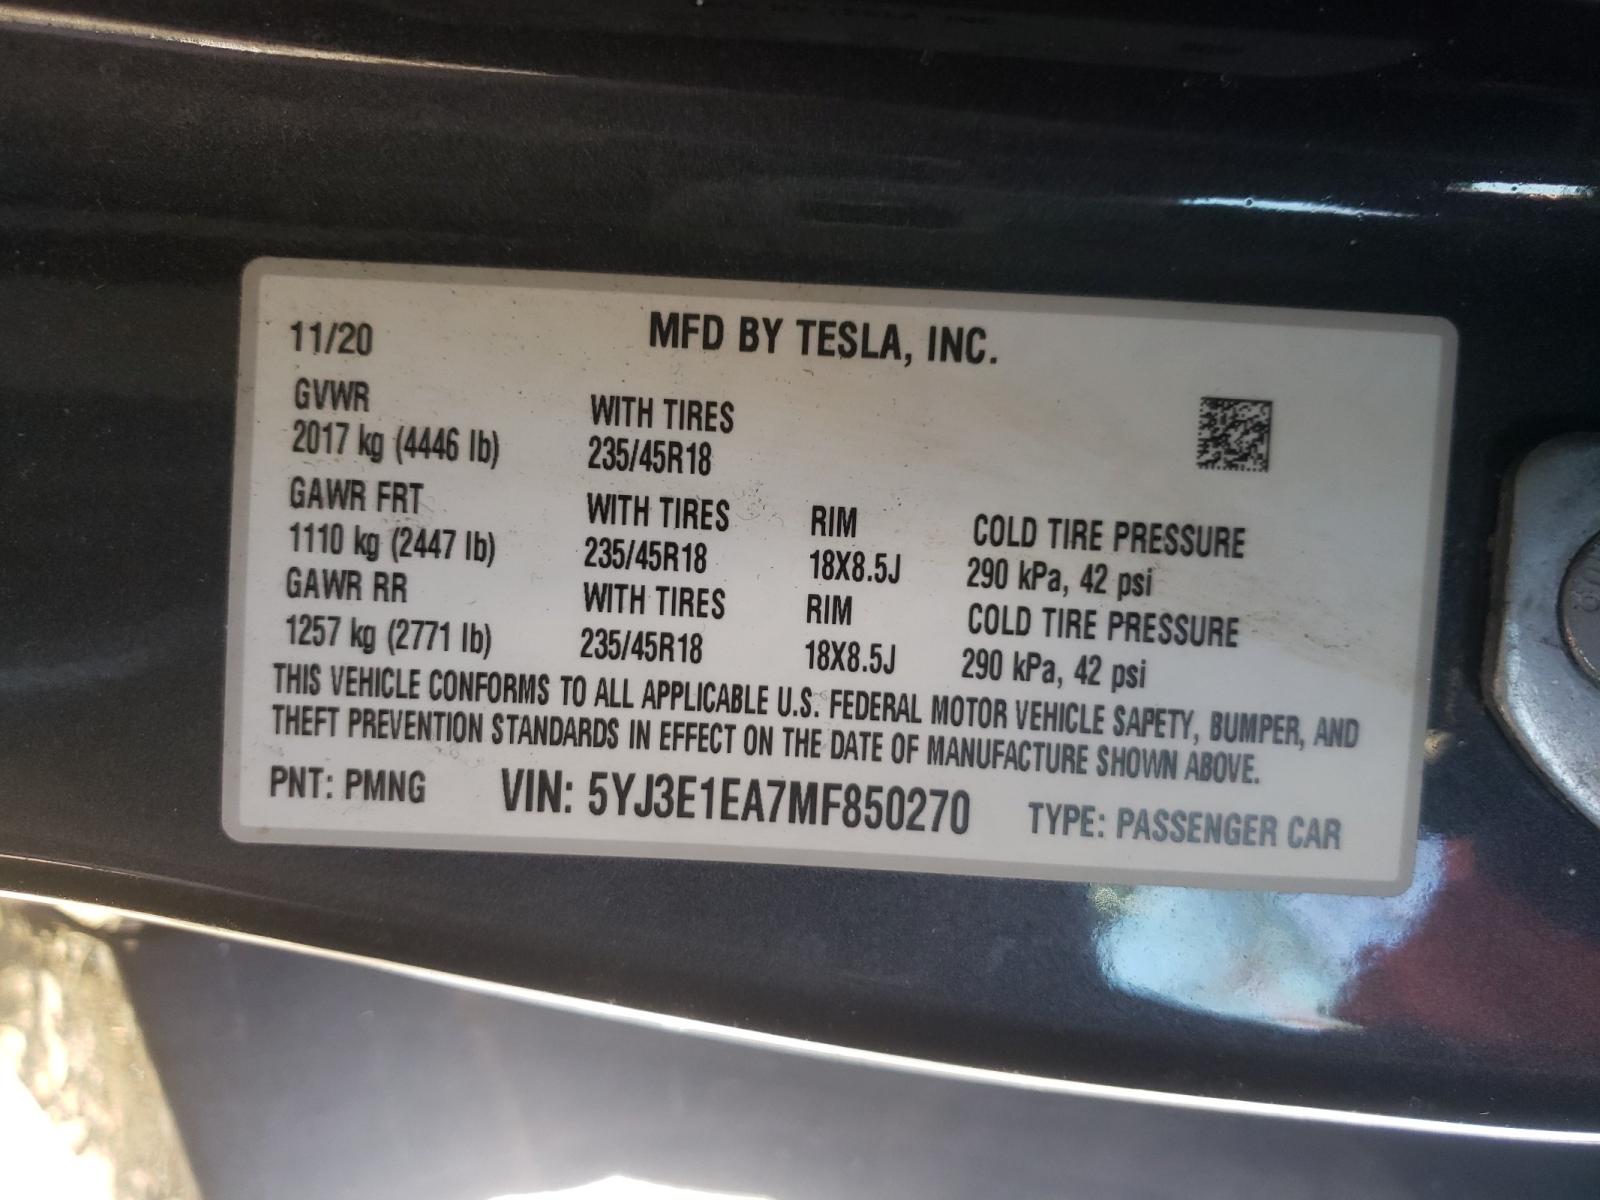 11/20 MFD BY TESLA, INC.
GVWR WITH TIRES
2017 kg (4446 lb) 235/45R18
GAWR FRT WITH TIRES RIM COLD TIRE PRESSURE
1110 kg (2447 lb) 235/45R18 18X8.5J 290 kPa, 42 psi
GAWR RR WITH TIRES RIM COLD TIRE PRESSURE
1257 kg (2771 lb) 235/45R18 18X8.5J 290 kPa, 42 psi
THIS VEHICLE CONFORMS TO ALL APPLICABLE U.S. FEDERAL MOTOR VEHICLE SAFETY, BUMPER, AND
THEFT PREVENTION STANDARDS IN EFFECT ON THE DATE OF MANUFACTURE SHOWN ABOVE.
PNT: PMNG VIN: 5YJ3E1EA7MF850270 TYPE: PASSENGER CAR